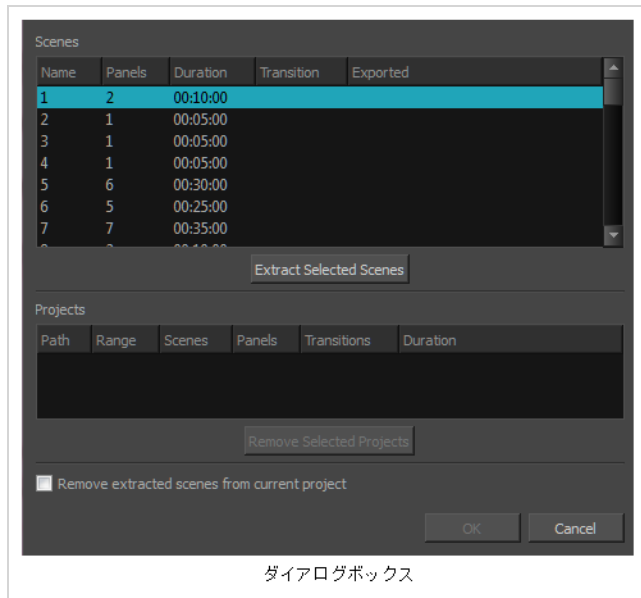 Scenes
Name Panels Duration Transition Exported
1 2 00:10:00
2 1 00:05:00
3 1 00:05:00
4 1 00:05:00
5 6 00:30:00
6 5 00:25:00
7 7 00:35:00
Extract Selected Scenes
Projects
Path Range Scenes Panels Transitions Duration
Remove Selected Projects
Remove extracted scenes from current project
OK Cancel
ダイアログボックス